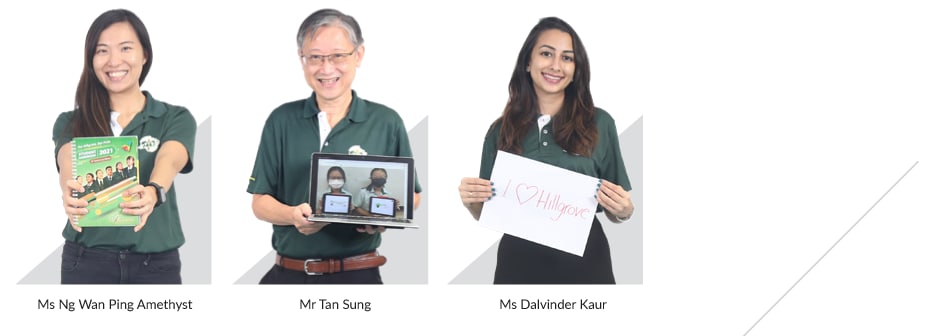 2021
I ♡ Hillgrove
Ms Ng Wan Ping Amethyst
Mr Tan Sung
Ms Dalvinder Kaur